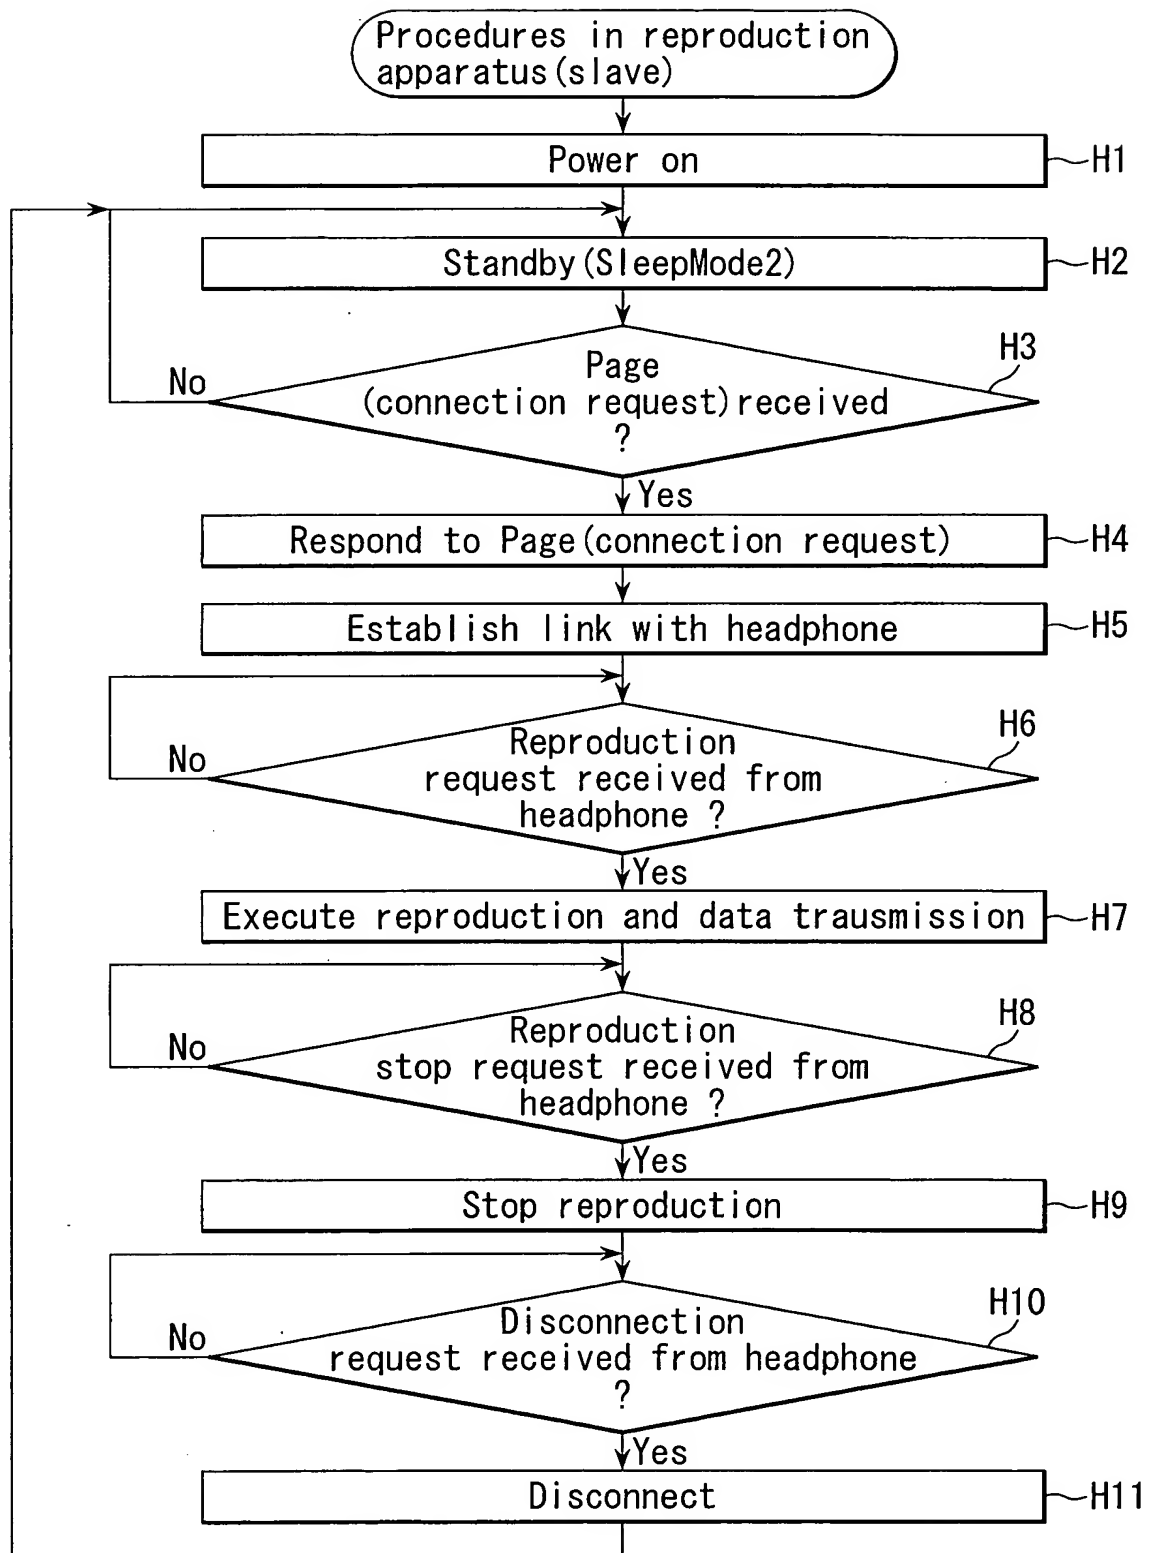 Procedures in reproduction
apparatus(slave)
Power on
H1
Standby(SleepMode2)
H2
Page
(connection request)received
?
H3
No
Yes
Respond to Page(connection request)
H4
Establish link with headphone
H5
Reproduction
request received from
headphone ?
H6
No
Yes
Execute reproduction and data trausmission
H7
Reproduction
stop request received from
headphone ?
H8
No
Yes
Stop reproduction
H9
Disconnection
request received from headphone
?
H10
No
Yes
Disconnect
H11